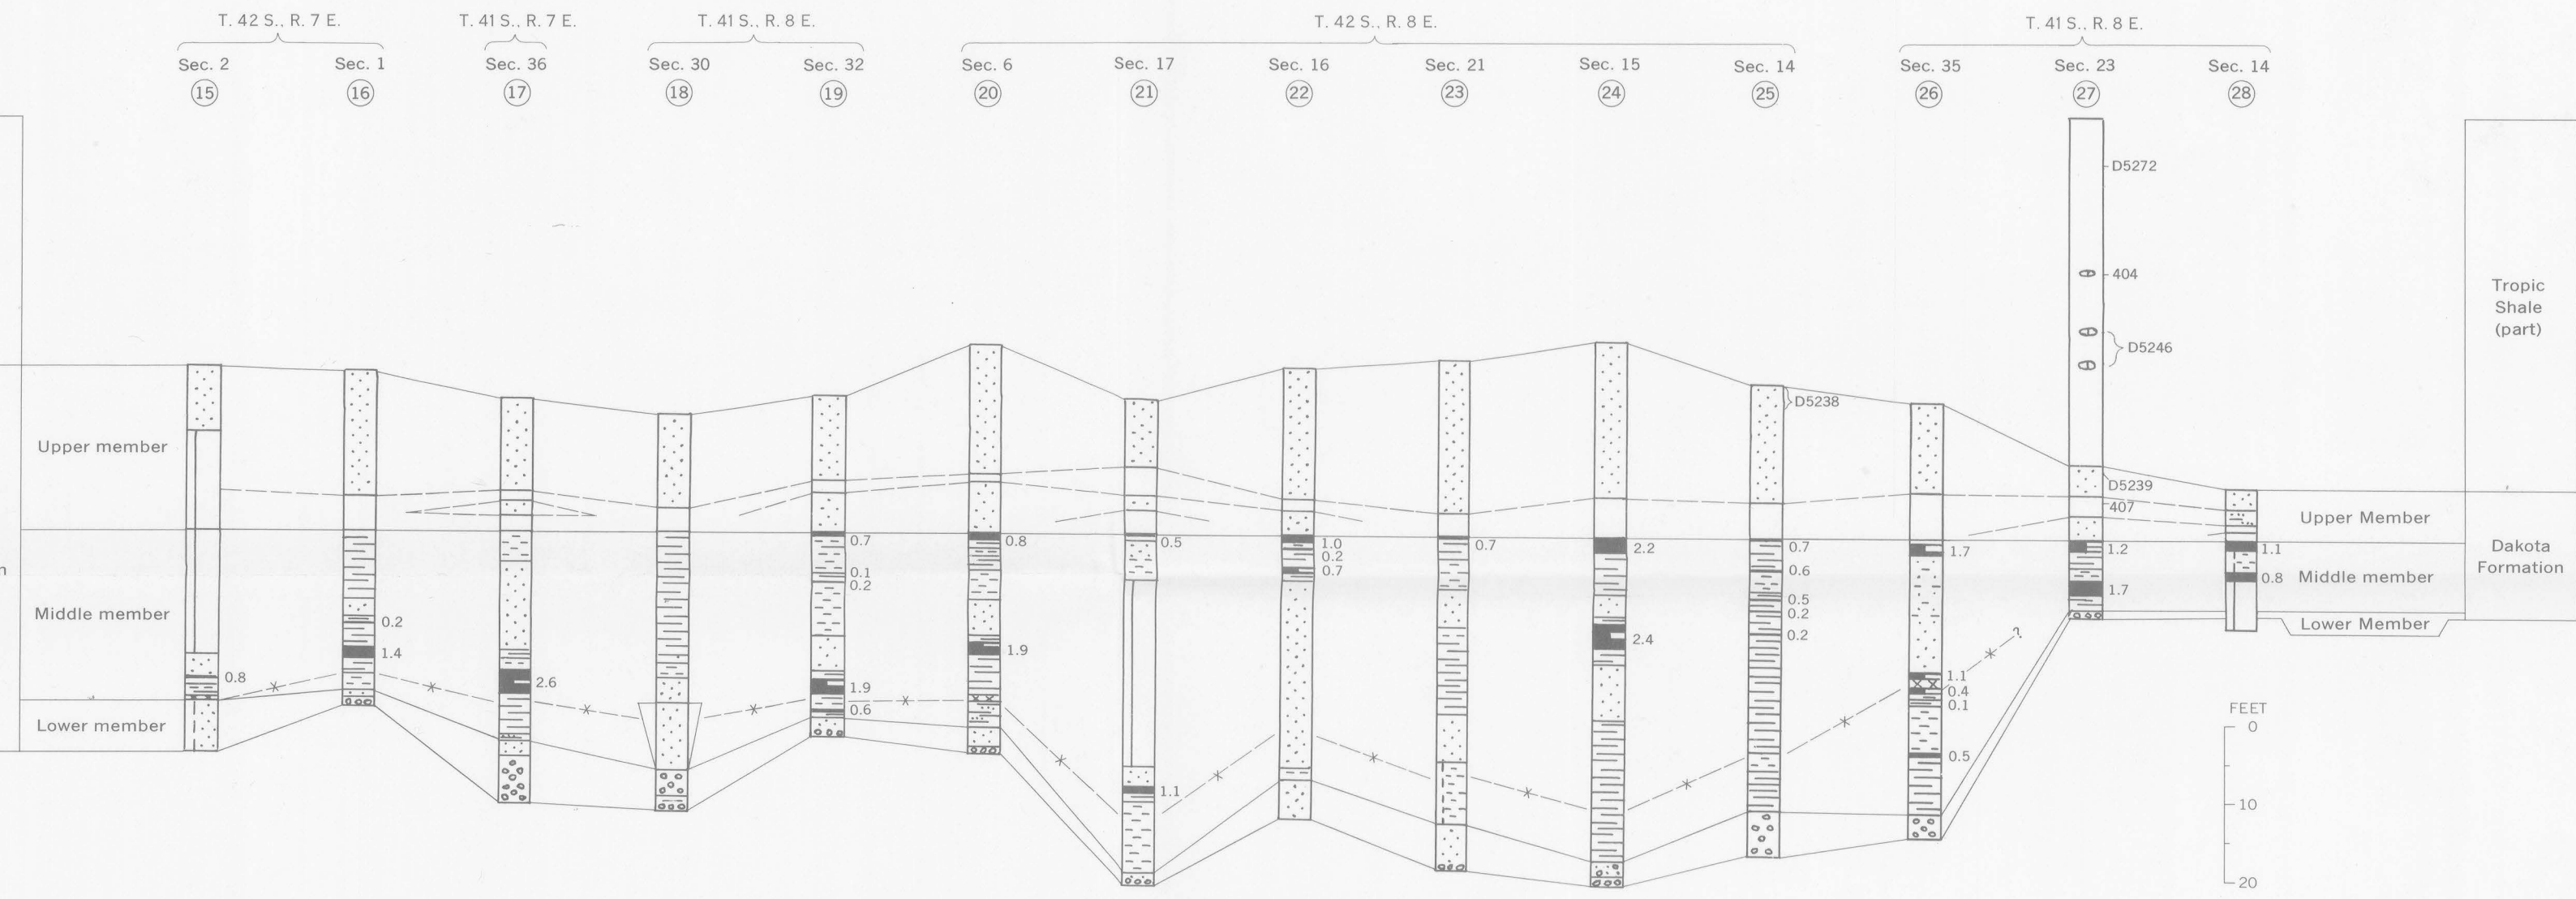 T. 42 S., R. 7 E. T. 41 S., R. 7 E. T. 41 S., R. 8 E. T. 42 S., R. 8 E. T. 41 S., R. 8 E.
Sec. 2 Sec. 1 Sec. 36 Sec. 30 Sec. 32 Sec. 6 Sec. 17 Sec. 16 Sec. 21 Sec. 15 Sec. 14 Sec. 35 Sec. 23 Sec. 14
15 16 17 18 19 20 21 22 23 24 25 26 27 28
D5272
404
Tropic
Shale
(part)
D5246
D5238
Upper member
D5239
407
Upper Member
0.7 0.8 0.5 1.0 0.7 2.2 0.7 1.7 1.2 1.1
Dakota
Formation
0.2
0.1 0.7 0.6
0.2
0.8 Middle member
1.7
n
Middle member
0.5
0.2
0.2
Lower Member
1.9 2.4 0.2
?
1.4
0.8 2.6 1.9 1.1
0.4
0.1
0.6
FEET
Lower member
0
0.5
1.1
10
20